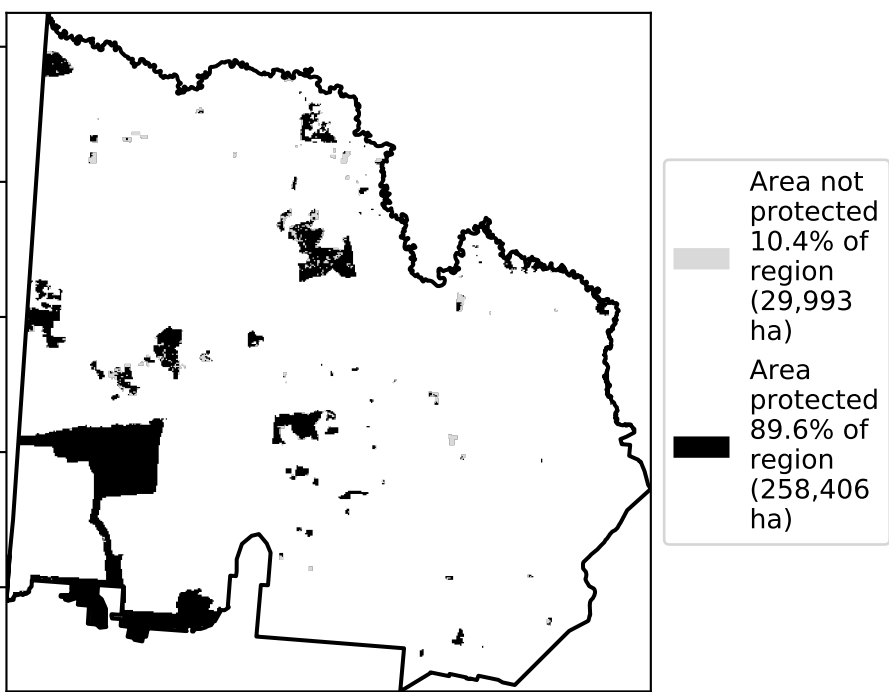 Area not
protected
10.4% of
region
(29,993
ha)
Area
protected
89.6% of
region
(258,406
ha)